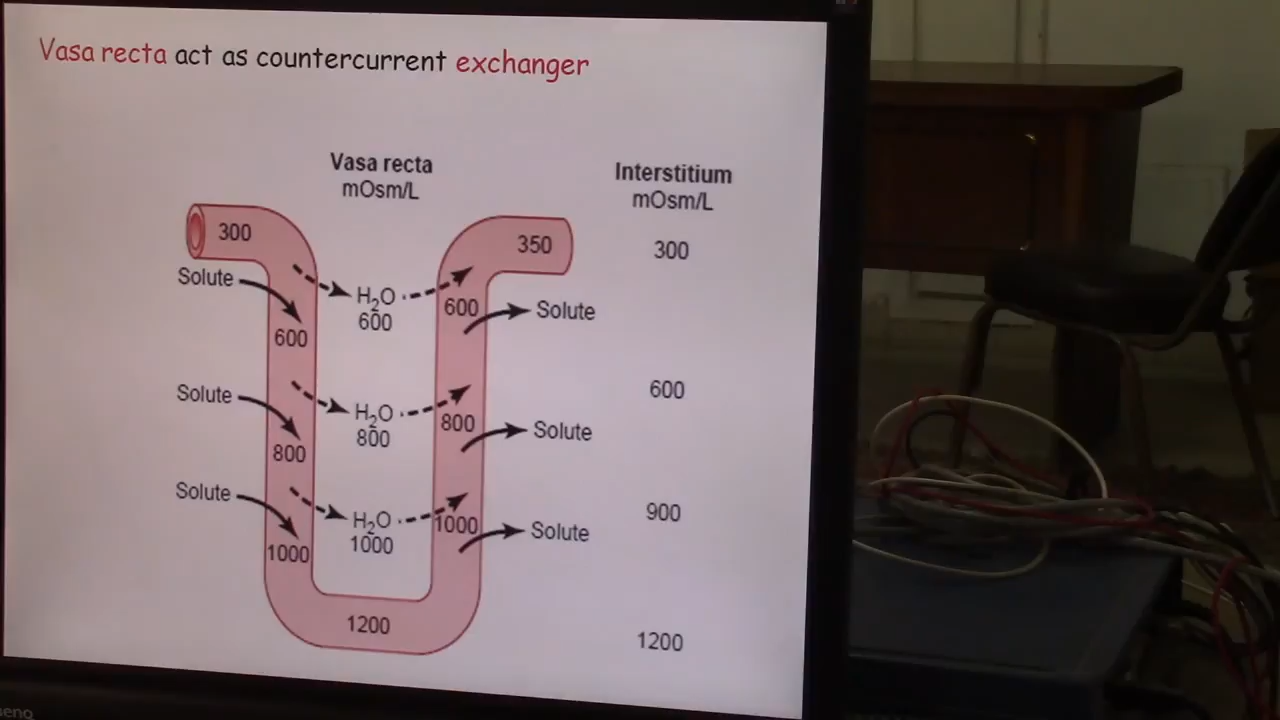 Vasa recta act as countercurrent exchanger
Vasa recta
mOsm/L
Interstitium
mOsm/L
300
350
300
Solute
H2O
600
600
Solute
600
Solute
H2O
800
600
800
Solute
800
Solute
H2O
1000
900
1000
Solute
1000
1200
1200